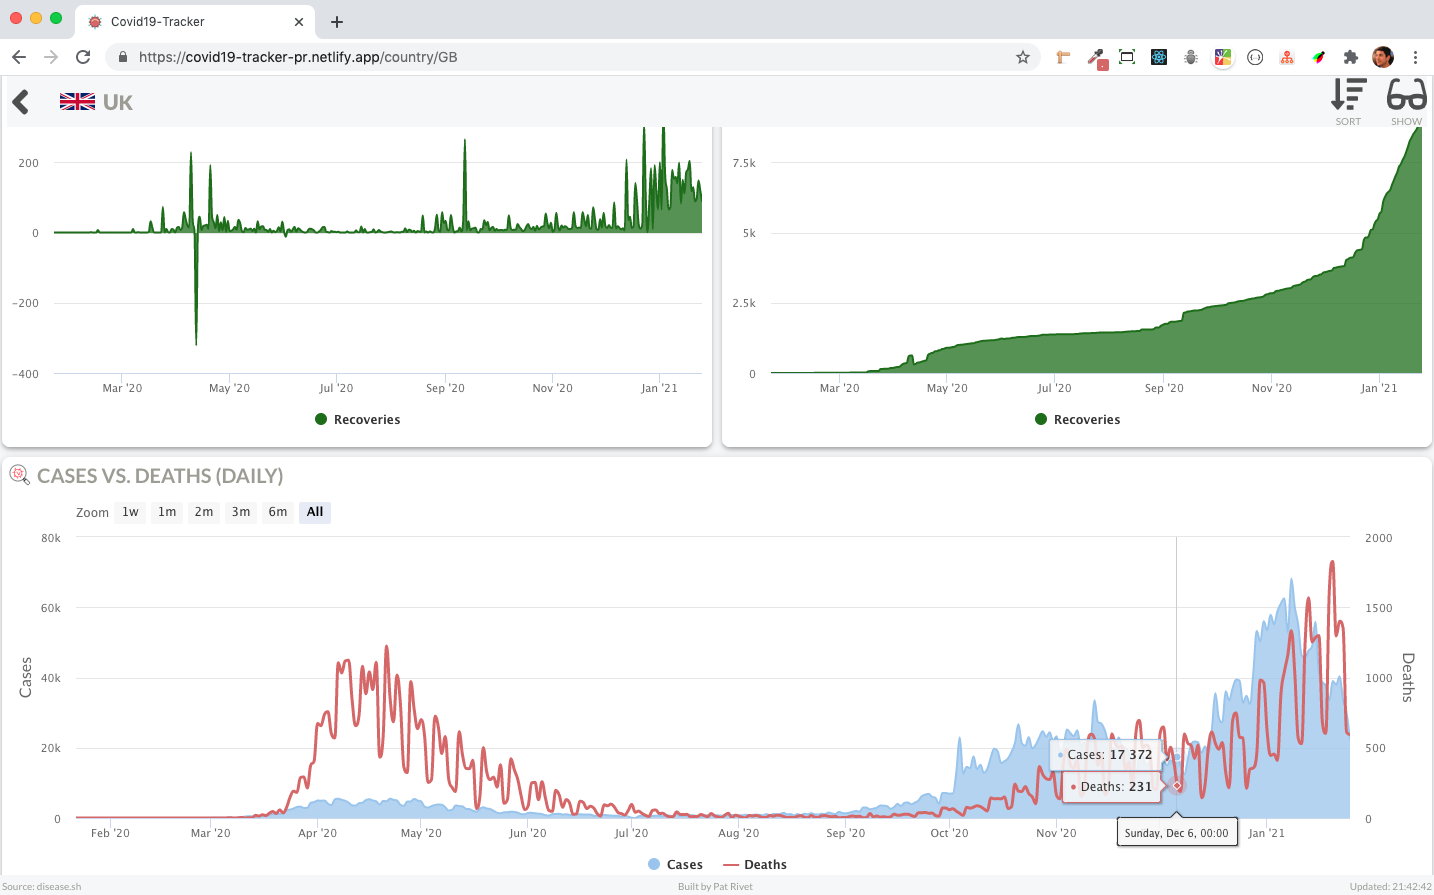 Covid19-Tracker
https://covid19-tracker-pr.netlify.app/country/GB
UK
SORT
SHOW
200
0
−200
−400
Mar '20
May '20
Jul '20
Sep '20
Nov '20
Jan '21
Recoveries
7.5k
5k
2.5k
0
Mar '20
May '20
Jul '20
Sep '20
Nov '20
Jan '21
Recoveries
CASES VS. DEATHS (DAILY)
Zoom 1w 1m 2m 3m 6m All
80k
60k
40k
20k
0
Cases
2000
1500
1000
500
0
Deaths
Cases: 17 372
Deaths: 231
Sunday, Dec 6, 00:00
Feb '20
Mar '20
Apr '20
May '20
Jun '20
Jul '20
Aug '20
Sep '20
Oct '20
Nov '20
Jan '21
Cases
Deaths
Source: disease.sh
Built by Pat Rivet
Updated: 21:42:42